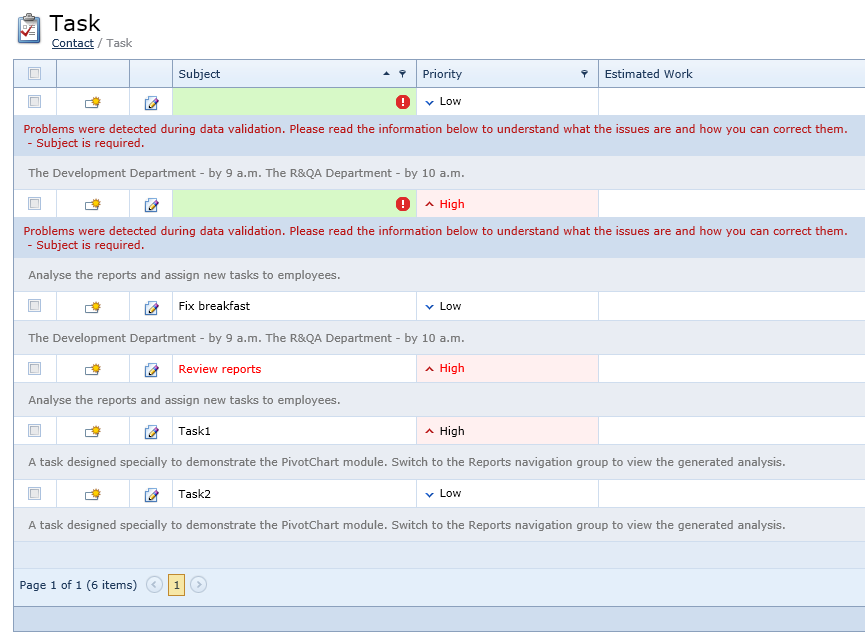 Task
Contact / Task
Subject Priority Estimated Work
Low
Problems were detected during data validation. Please read the information below to understand what the issues are and how you can correct them.
- Subject is required.
The Development Department - by 9 a.m. The R&QA Department - by 10 a.m.
High
Problems were detected during data validation. Please read the information below to understand what the issues are and how you can correct them.
- Subject is required.
Analyse the reports and assign new tasks to employees.
Fix breakfast Low
The Development Department - by 9 a.m. The R&QA Department - by 10 a.m.
Review reports High
Analyse the reports and assign new tasks to employees.
Task1 High
A task designed specially to demonstrate the PivotChart module. Switch to the Reports navigation group to view the generated analysis.
Task2 Low
A task designed specially to demonstrate the PivotChart module. Switch to the Reports navigation group to view the generated analysis.
Page 1 of 1 (6 items) 1